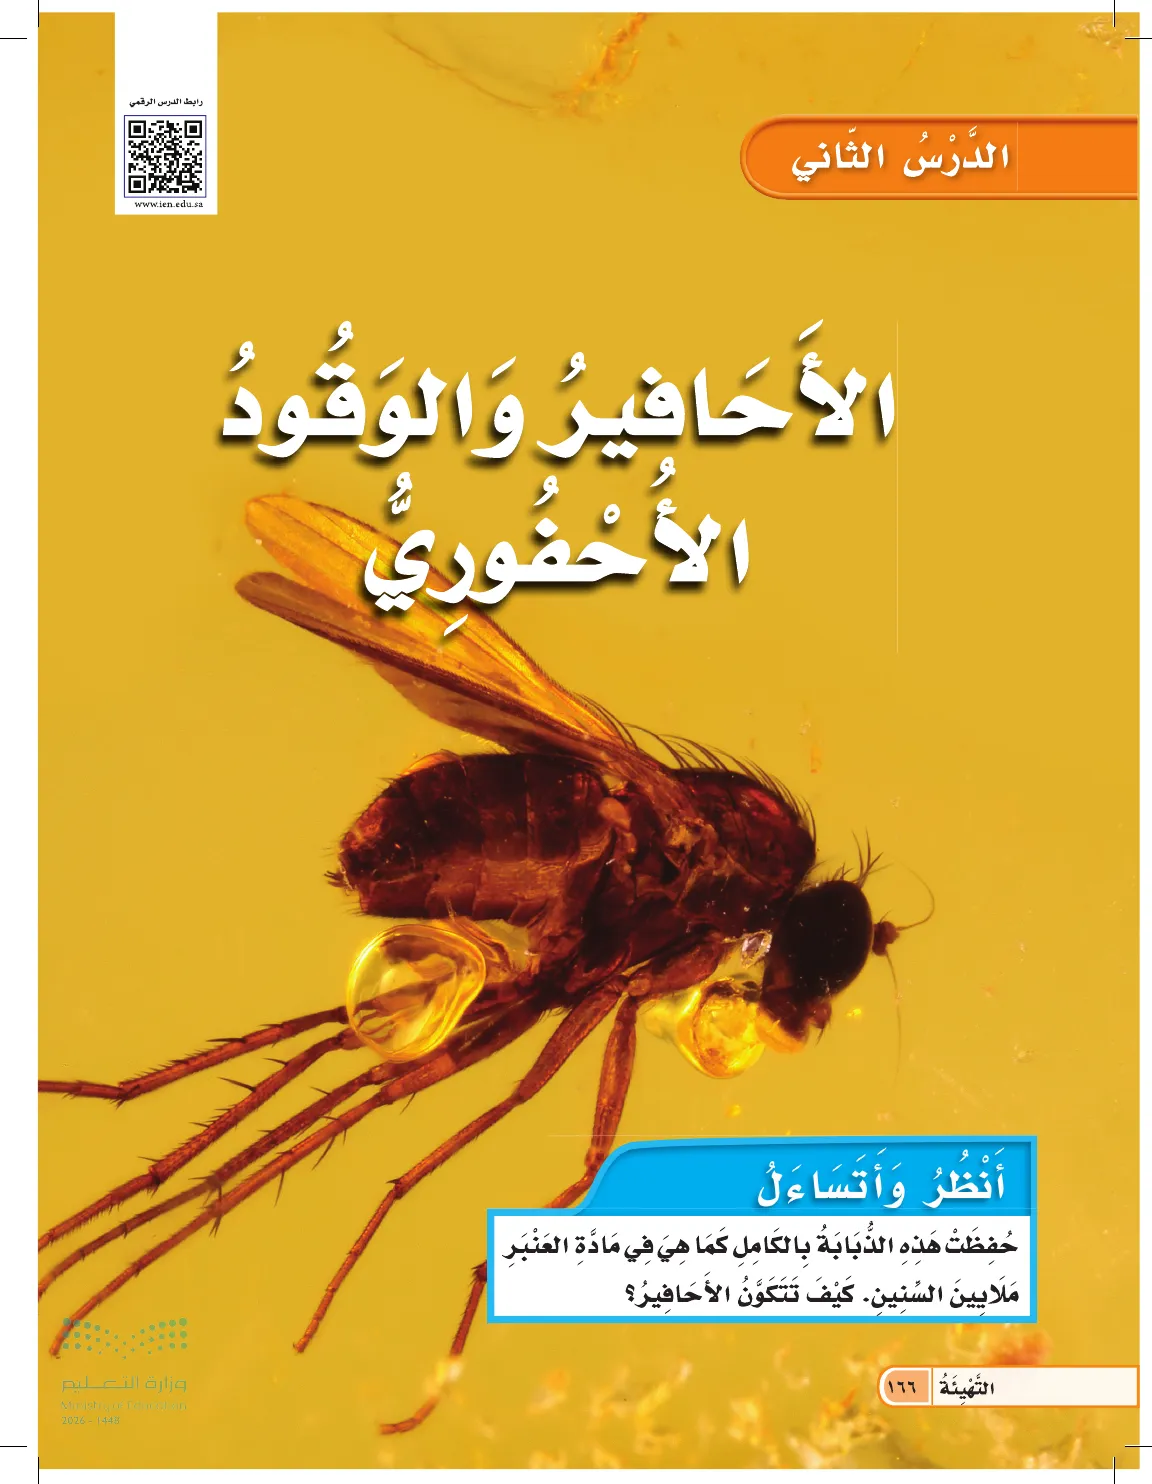 رابط الدرس الرقمي
www.ien.edu.sa
الدَّرْسُ الثّاني
الأَحَافيرُ وَالوَقُودُ
الأُحْفُورِيُّ
أَنْظُرُ وَأَتَسَاءَلُ
حُفِظَتْ هَذِهِ الذُّبَابَةُ بِالكَامِلِ كَمَا هِيَ فِي مَادَّةِ العَنْبَرِ
مَلَايِينَ السِّنِينِ. كَيْفَ تَتَكَوَّنُ الأَحَافِيرُ؟
وزارة التعليم
Ministry of Education
2026 - 1448
التَّهْيِئَةُ ١٦٦